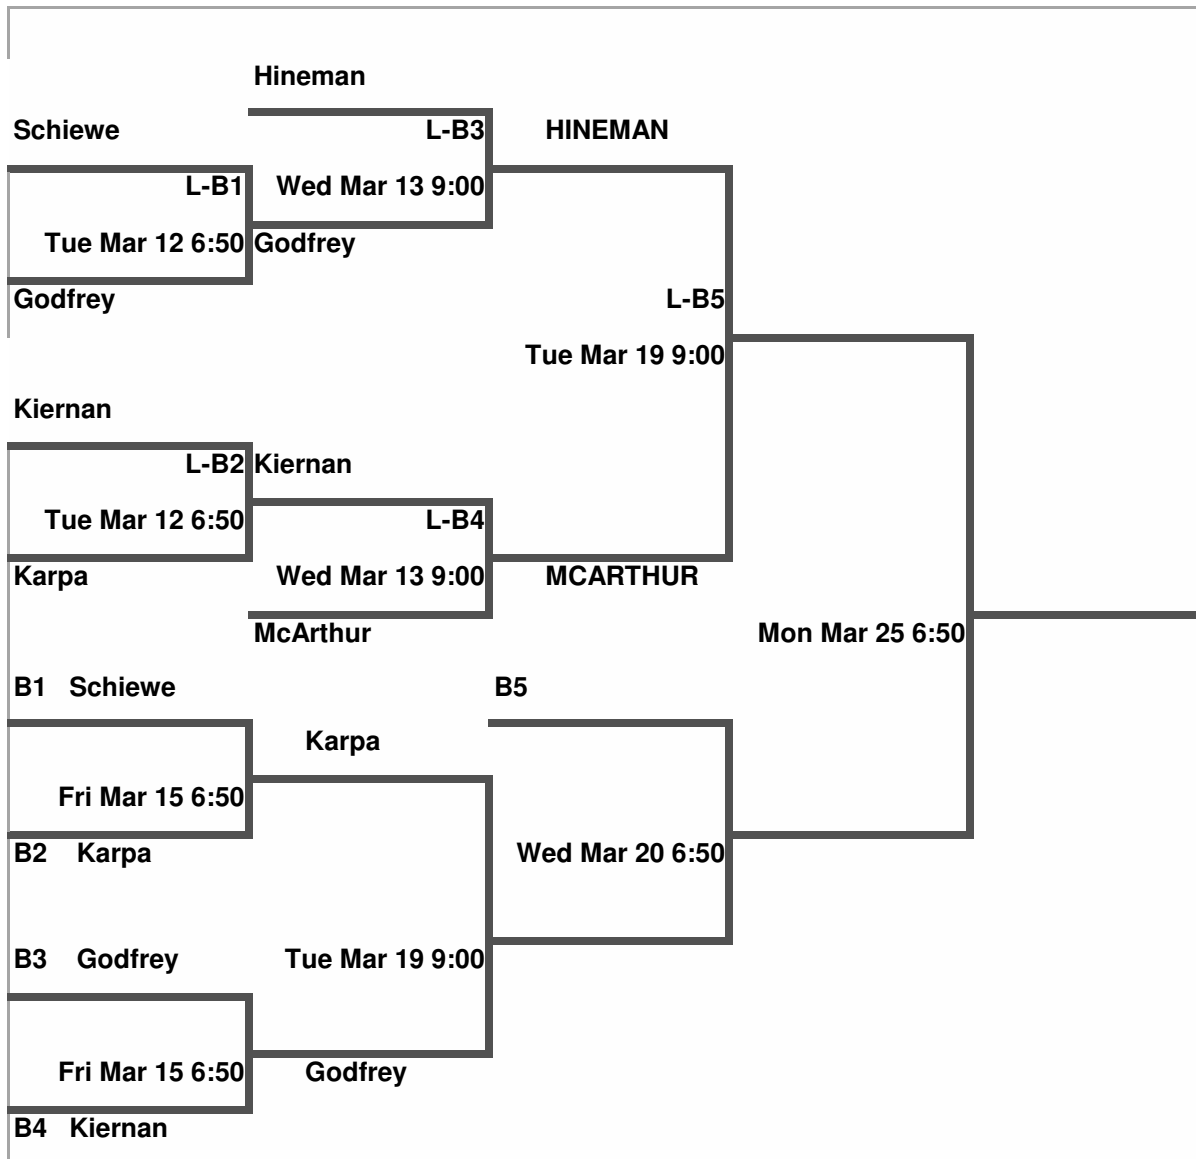 Hineman
Schiewe
L-B3
HINEMAN
L-B1
Wed Mar 13 9:00
Tue Mar 12 6:50
Godfrey
Godfrey
L-B5
Tue Mar 19 9:00
Kiernan
L-B2
Kiernan
Tue Mar 12 6:50
L-B4
Karpa
Wed Mar 13 9:00
MCARTHUR
McArthur
Mon Mar 25 6:50
B1 Schiewe
B5
Karpa
Fri Mar 15 6:50
B2 Karpa
Wed Mar 20 6:50
B3 Godfrey
Tue Mar 19 9:00
Fri Mar 15 6:50
Godfrey
B4 Kiernan